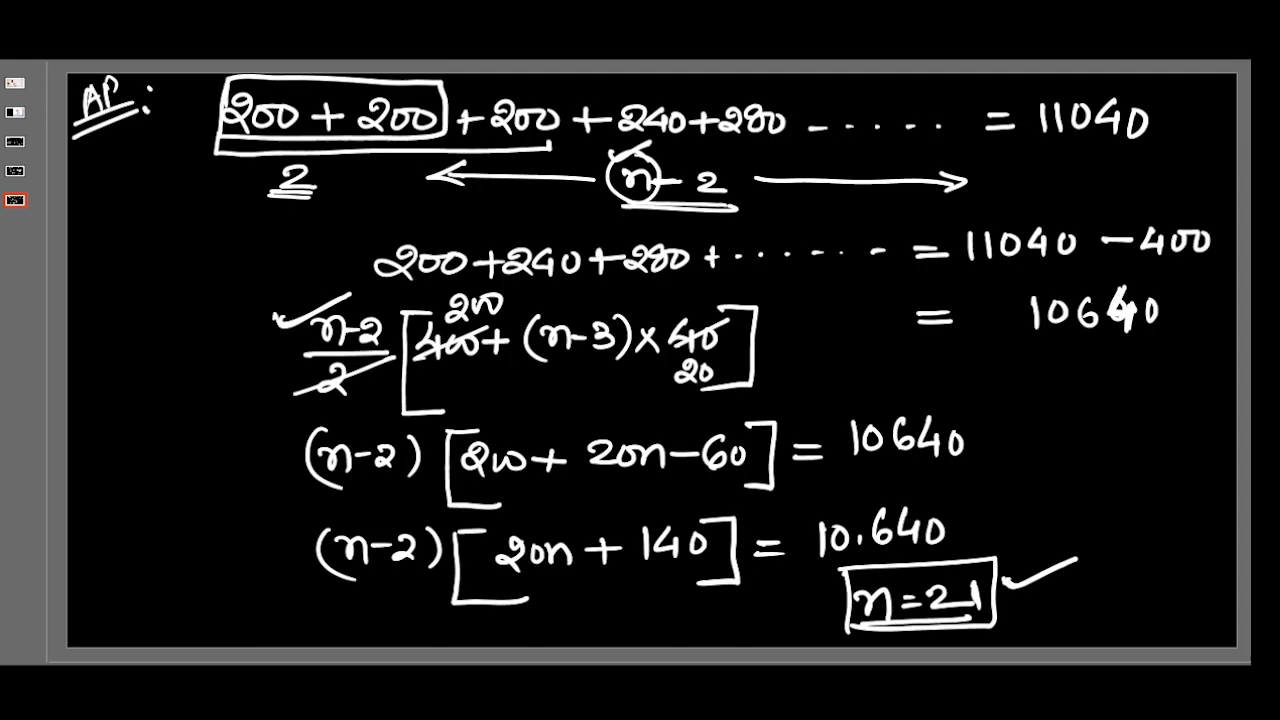 AP:
200 + 200 + 200 + 240 + 280 - ..... = 11040
2 n - 2
200 + 240 + 280 + ...... - = 11040 - 400
200
n-2/2 [400 + (n-3) × 40] = 10640
20
(n-2) [200 + 20n - 60] = 10640
(n-2) [20n + 140] = 10.640
n = 21